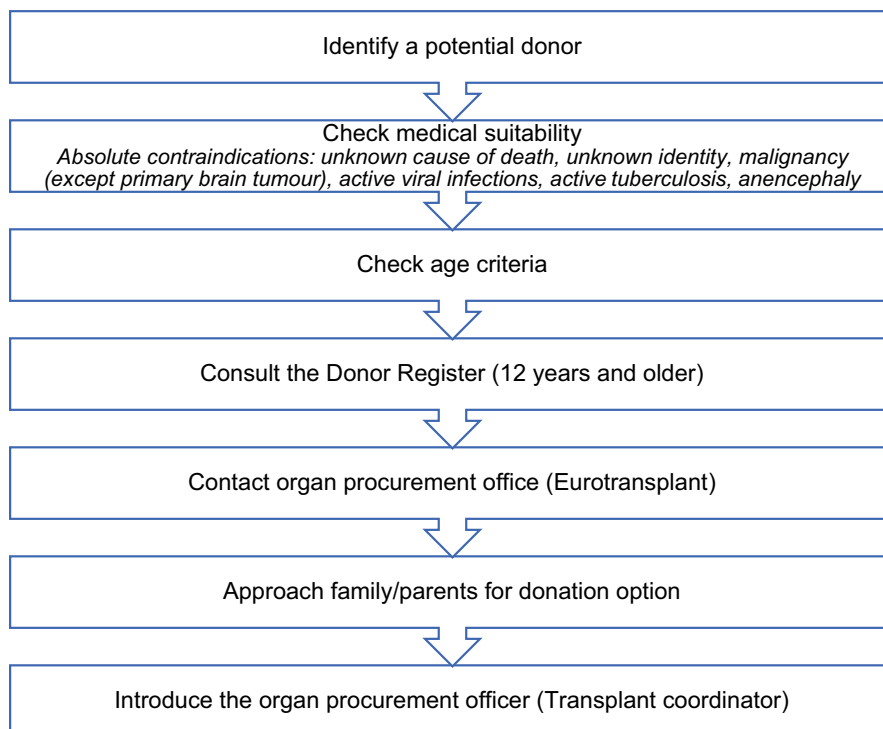 Identify a potential donor
Check medical suitability
Absolute contraindications: unknown cause of death, unknown identity, malignancy
(except primary brain tumour), active viral infections, active tuberculosis, anencephaly
Check age criteria
Consult the Donor Register (12 years and older)
Contact organ procurement office (Eurotransplant)
Approach family/parents for donation option
Introduce the organ procurement officer (Transplant coordinator)